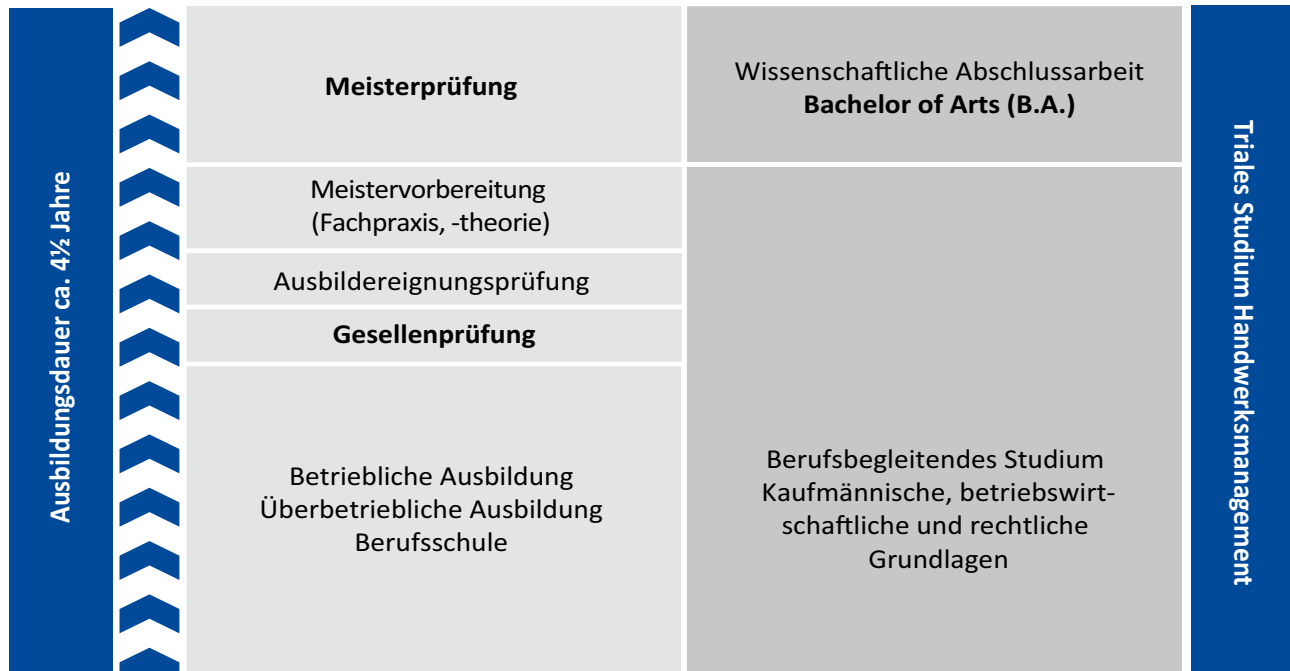 Ausbildungsdauer ca. 4½ Jahre
Meisterprüfung
Meistervorbereitung
(Fachpraxis, -theorie)
Ausbildereignungsprüfung
Gesellenprüfung
Betriebliche Ausbildung
Überbetriebliche Ausbildung
Berufsschule
Wissenschaftliche Abschlussarbeit
Bachelor of Arts (B.A.)
Berufsbegleitendes Studium
Kaufmännische, betriebswirt-
schaftliche und rechtliche
Grundlagen
Triales Studium Handwerksmanagement